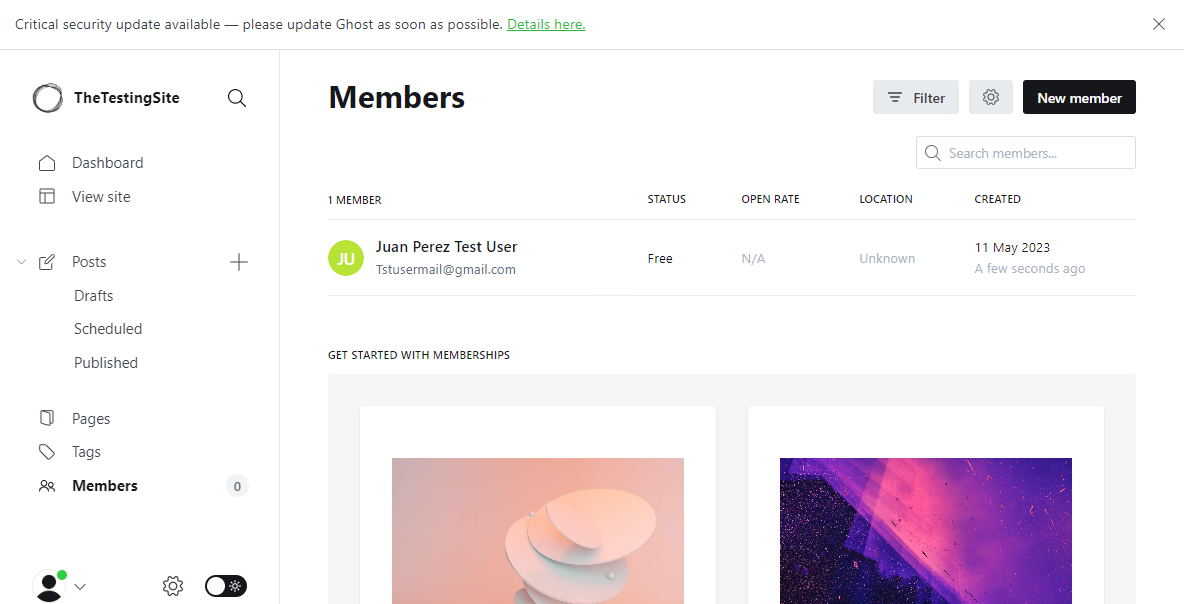 Critical security update available — please update Ghost as soon as possible. Details here.
TheTestingSite
Dashboard
View site
Posts
Drafts
Scheduled
Published
Pages
Tags
Members 0
Members
Filter
New member
Search members...
1 MEMBER STATUS OPEN RATE LOCATION CREATED
JU
Juan Perez Test User
Tstusermail@gmail.com
Free N/A Unknown
11 May 2023
A few seconds ago
GET STARTED WITH MEMBERSHIPS